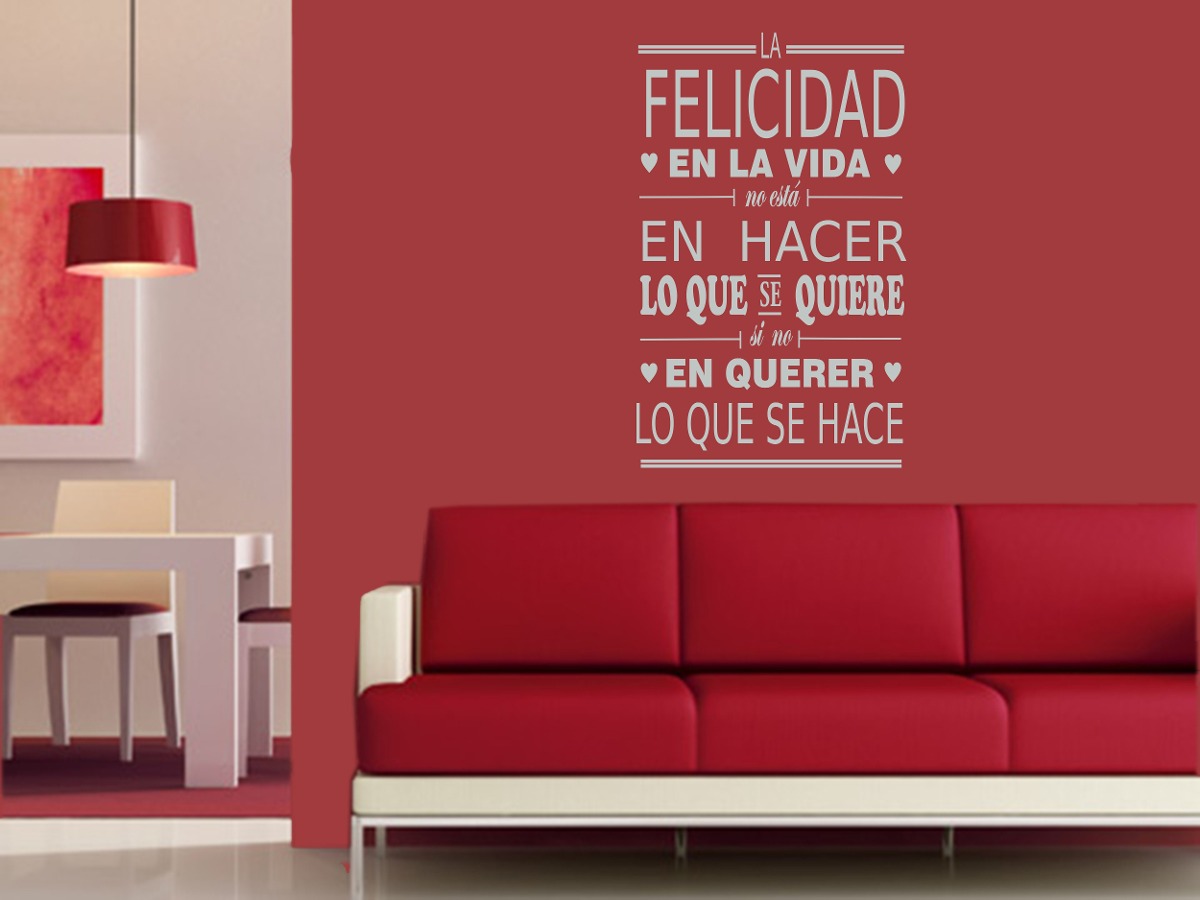 LA
FELICIDAD
EN LA VIDA
no está
EN HACER
LO QUE SE QUIERE
si no
EN QUERER
LO QUE SE HACE